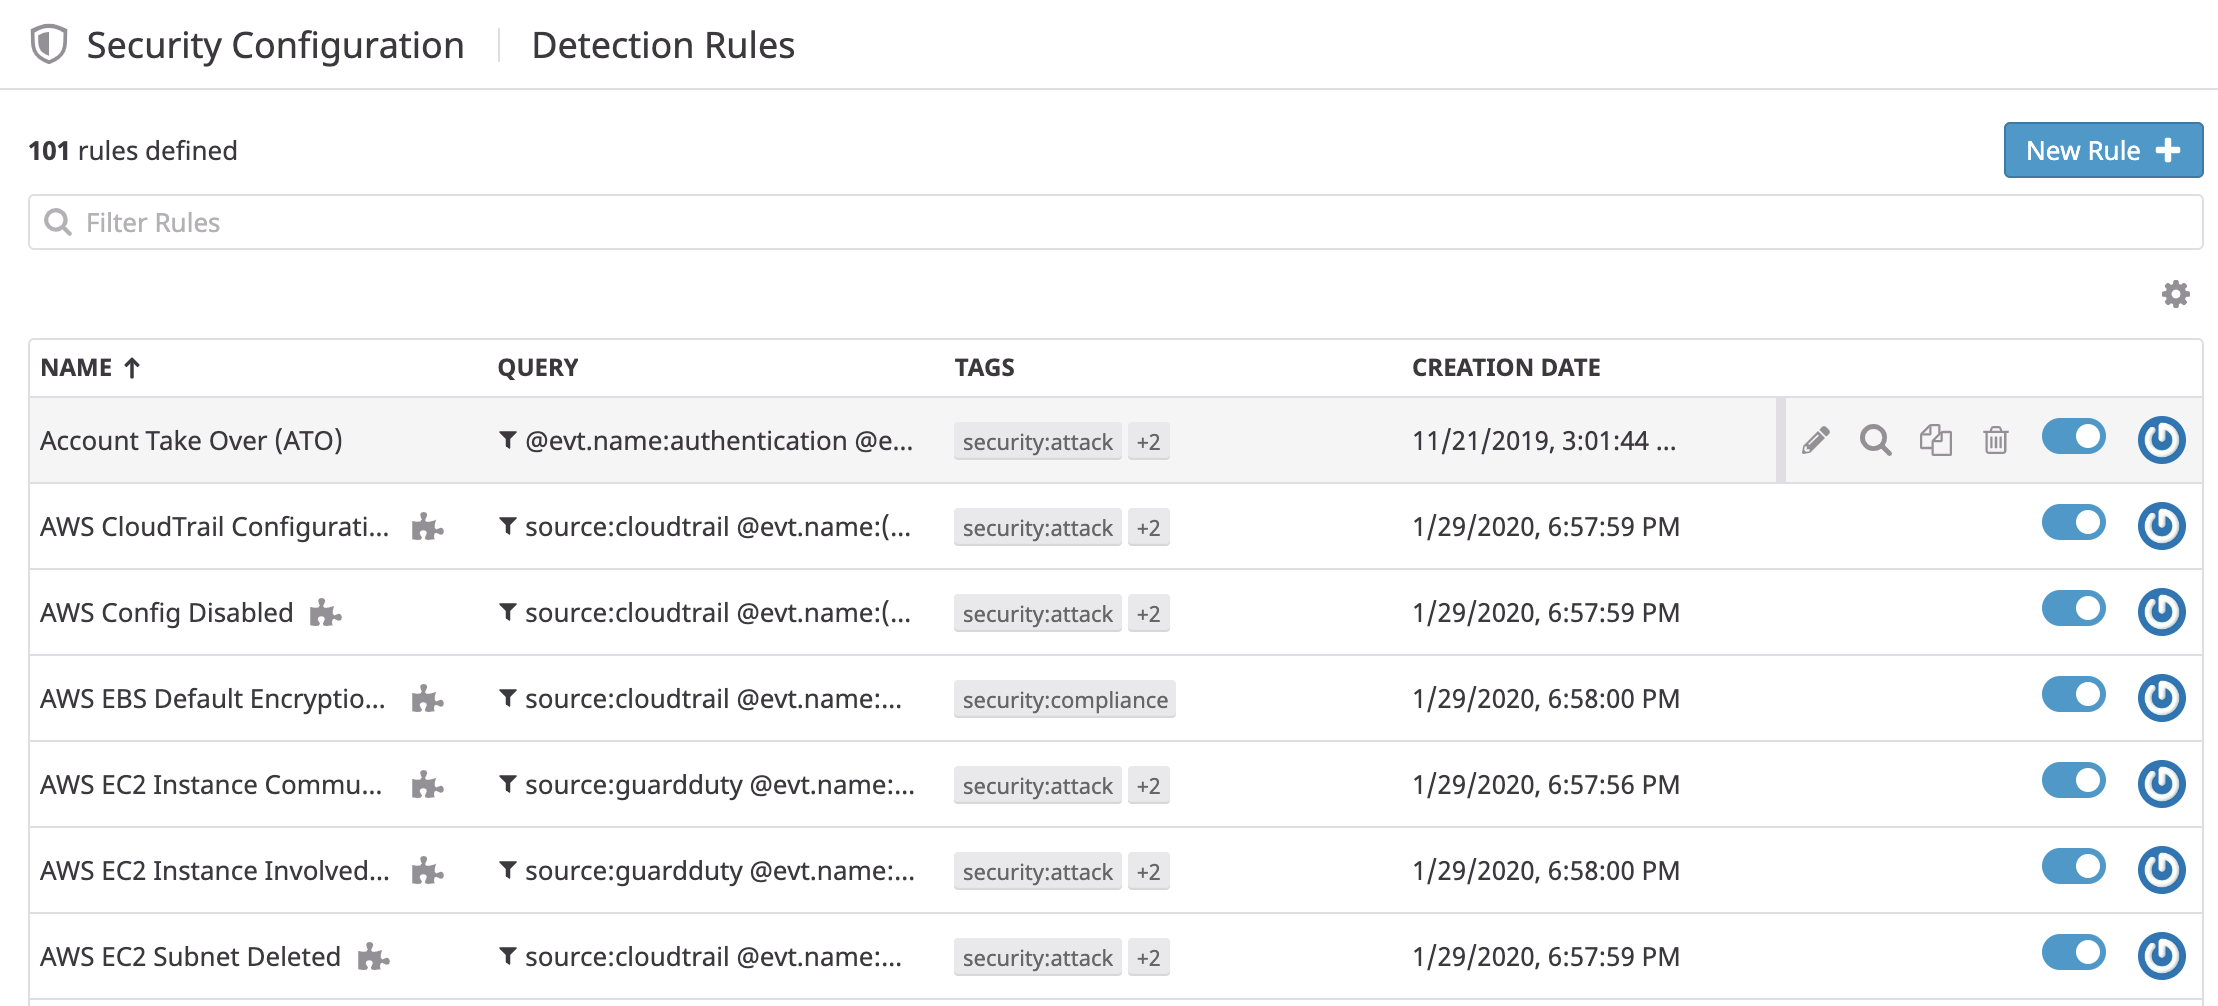 Security Configuration Detection Rules
101 rules defined
New Rule
Filter Rules
NAME QUERY TAGS CREATION DATE
Account Take Over (ATO) @evt.name:authentication @e... security:attack +2 11/21/2019, 3:01:44 ...
AWS CloudTrail Configurati... source:cloudtrail @evt.name:(... security:attack +2 1/29/2020, 6:57:59 PM
AWS Config Disabled source:cloudtrail @evt.name:(... security:attack +2 1/29/2020, 6:57:59 PM
AWS EBS Default Encryptio... source:cloudtrail @evt.name:... security:compliance 1/29/2020, 6:58:00 PM
AWS EC2 Instance Commu... source:guardduty @evt.name:... security:attack +2 1/29/2020, 6:57:56 PM
AWS EC2 Instance Involved... source:guardduty @evt.name:... security:attack +2 1/29/2020, 6:58:00 PM
AWS EC2 Subnet Deleted source:cloudtrail @evt.name:... security:attack +2 1/29/2020, 6:57:59 PM